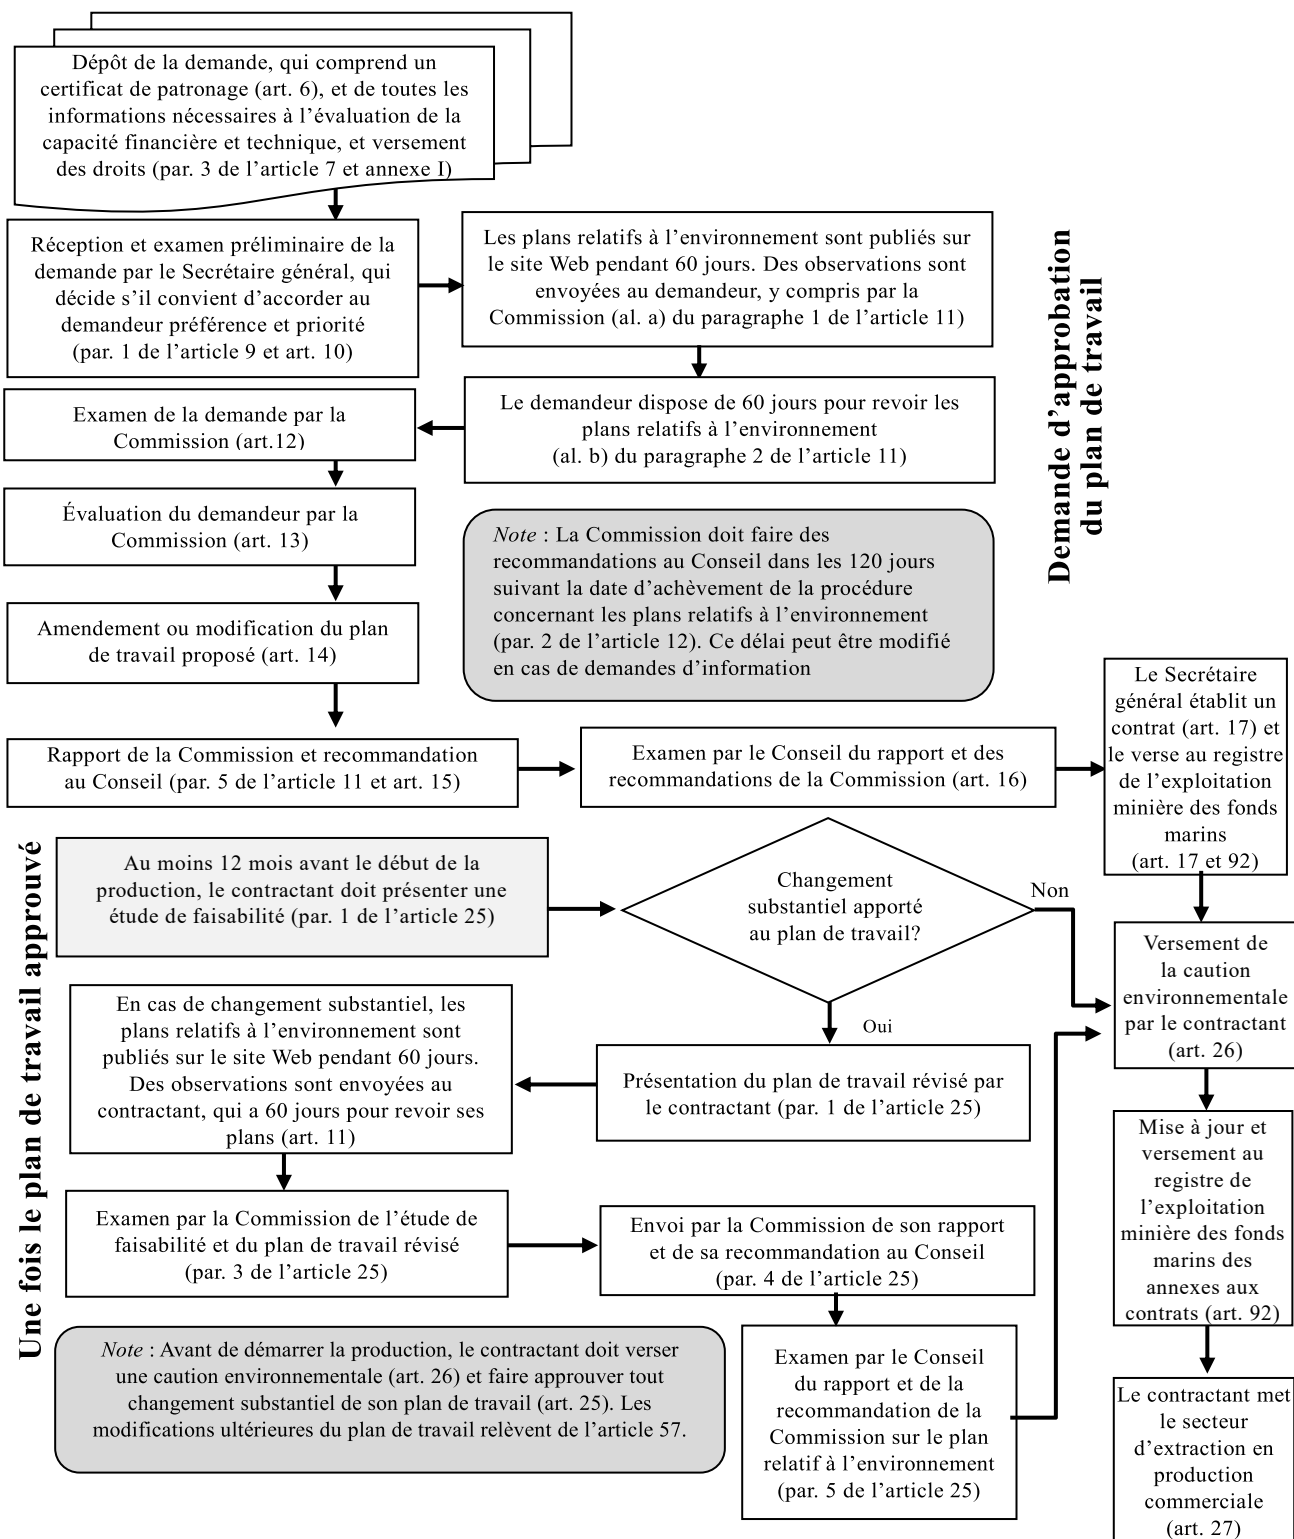 Dépôt de la demande, qui comprend un
certificat de patronage (art. 6), et de toutes les
informations nécessaires à l’évaluation de la
capacité financière et technique, et versement
des droits (par. 3 de l’article 7 et annexe I)
Réception et examen préliminaire de la
demande par le Secrétaire général, qui
décide s’il convient d’accorder au
demandeur préférence et priorité
(par. 1 de l’article 9 et art. 10)
Les plans relatifs à l’environnement sont publiés sur
le site Web pendant 60 jours. Des observations sont
envoyées au demandeur, y compris par la
Commission (al. a) du paragraphe 1 de l’article 11)
Demande d’approbation
du plan de travail
Le demandeur dispose de 60 jours pour revoir les
plans relatifs à l’environnement
(al. b) du paragraphe 2 de l’article 11)
Examen de la demande par la
Commission (art.12)
Évaluation du demandeur par la
Commission (art. 13)
Note : La Commission doit faire des
recommandations au Conseil dans les 120 jours
suivant la date d’achèvement de la procédure
concernant les plans relatifs à l’environnement
(par. 2 de l’article 12). Ce délai peut être modifié
en cas de demandes d’information
Amendement ou modification du plan
de travail proposé (art. 14)
Rapport de la Commission et recommandation
au Conseil (par. 5 de l’article 11 et art. 15)
Examen par le Conseil du rapport et des
recommandations de la Commission (art. 16)
Le Secrétaire
général établit un
contrat (art. 17) et
le verse au registre
de l’exploitation
minière des fonds
marins
(art. 17 et 92)
Une fois le plan de travail approuvé
Au moins 12 mois avant le début de la
production, le contractant doit présenter une
étude de faisabilité (par. 1 de l’article 25)
Changement
substantiel apporté
au plan de travail?
Non
Oui
Versement de
la caution
environnementale
par le contractant
(art. 26)
Présentation du plan de travail révisé par
le contractant (par. 1 de l’article 25)
En cas de changement substantiel, les
plans relatifs à l’environnement sont
publiés sur le site Web pendant 60 jours.
Des observations sont envoyées au
contractant, qui a 60 jours pour revoir ses
plans (art. 11)
Mise à jour et
versement au
registre de
l’exploitation
minière des fonds
marins des
annexes aux
contrats (art. 92)
Examen par la Commission de l’étude de
faisabilité et du plan de travail révisé
(par. 3 de l’article 25)
Envoi par la Commission de son rapport
et de sa recommandation au Conseil
(par. 4 de l’article 25)
Note : Avant de démarrer la production, le contractant doit verser
une caution environnementale (art. 26) et faire approuver tout
changement substantiel de son plan de travail (art. 25). Les
modifications ultérieures du plan de travail relèvent de l’article 57.
Examen par le Conseil
du rapport et de la
recommandation de la
Commission sur le plan
relatif à l’environnement
(par. 5 de l’article 25)
Le contractant met
le secteur
d’extraction en
production
commerciale
(art. 27)